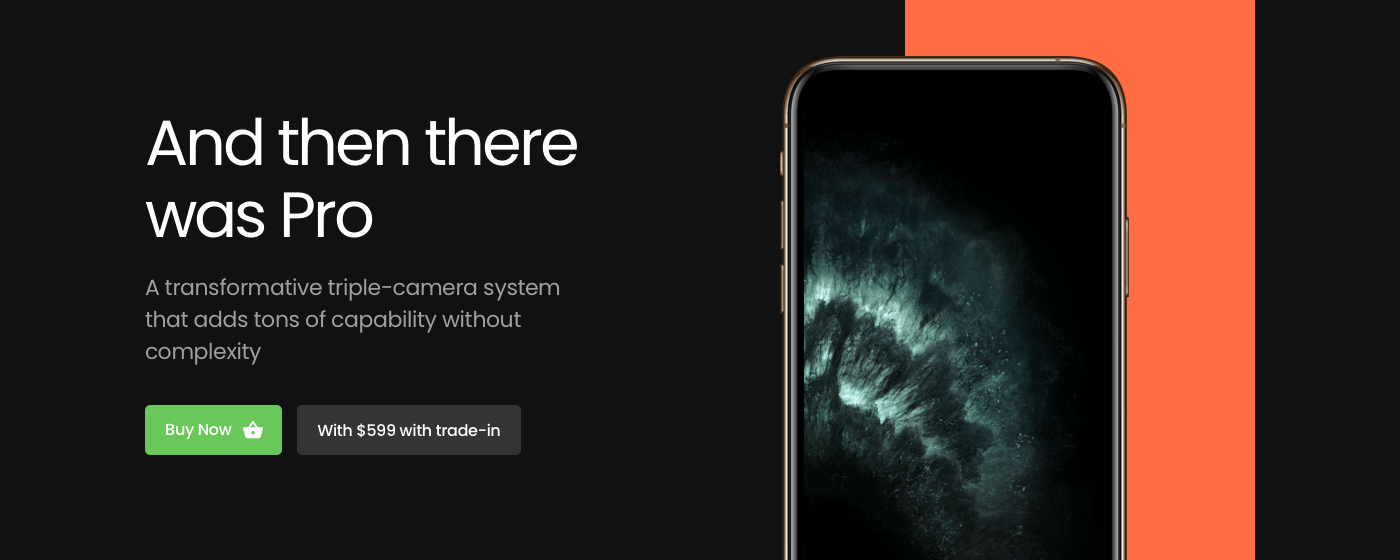 And then there
was Pro
A transformative triple-camera system
that adds tons of capability without
complexity
Buy Now
With $599 with trade-in